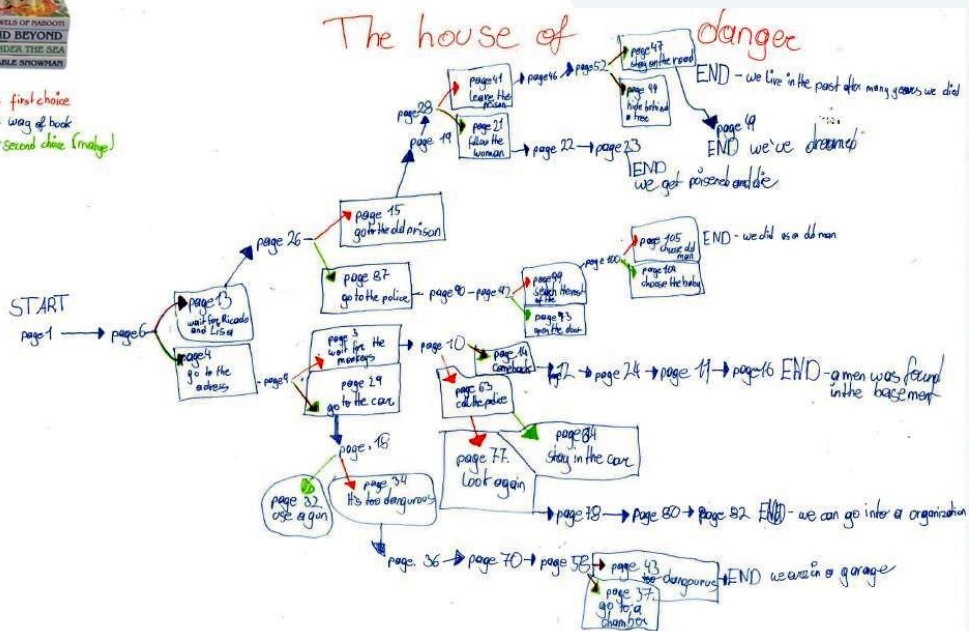 WELS OF NABOOTI
ND BEYOND
NDER THE SEA
ABLE SNOWMAN
The house of danger
first choice
way of book
second choice (maybe)
START
page 1
page 6
page 13
wait for Ricardo
and Lisa
page 4
go to the
adress
page 26
page 15
go to the old prison
page 87
go to the police
page 19
page 28
page 41
leave the
prison
page 21
follow the
woman
page 46
page 52
page 47
stay on the road
page 49
hide behind
a tree
END - we live in the past after many years we did
page 49
END we've dreamed
page 22
page 23
END
we get poisened and die
page 90
page 99
search the rest
of the
page 93
open the door
page 100
page 105
chose old
man
page 101
choose the baby
END - we did as a old man
page 9
page 3
wait for the
monkeys
page 29
go to the car
page 10
page 14
come back
page 12
page 24
page 11
page 16
END - a men was found
in the basement
page 63
call the police
page 77
Look again
page 64
stay in the car
page 18
page 32
use a gun
page 34
It's too dangurous
page 78
page 80
page 82
END - we can go into a organization
page 36
page 70
page 58
page 43
too dangourus
page 37
go to a
chamber
END we are in a garage